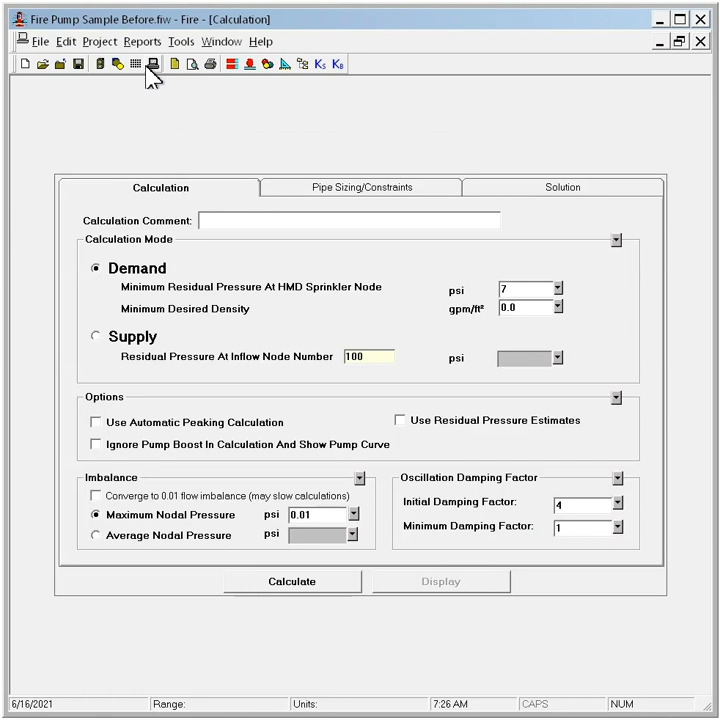 Fire Pump Sample Before.fiw - Fire - [Calculation]
File Edit Project Reports Tools Window Help
Ks KB
Calculation Pipe Sizing/Constraints Solution
Calculation Comment:
Calculation Mode
Demand
Minimum Residual Pressure At HMD Sprinkler Node psi 7
Minimum Desired Density gpm/ft² 0.0
Supply
Residual Pressure At Inflow Node Number 100 psi
Options
Use Automatic Peaking Calculation Use Residual Pressure Estimates
Ignore Pump Boost In Calculation And Show Pump Curve
Imbalance Oscillation Damping Factor
Converge to 0.01 flow imbalance (may slow calculations)
Initial Damping Factor: 4
Maximum Nodal Pressure psi 0.01
Minimum Damping Factor: 1
Average Nodal Pressure psi
Calculate Display
6/16/2021 Range: Units: 7:26 AM CAPS NUM